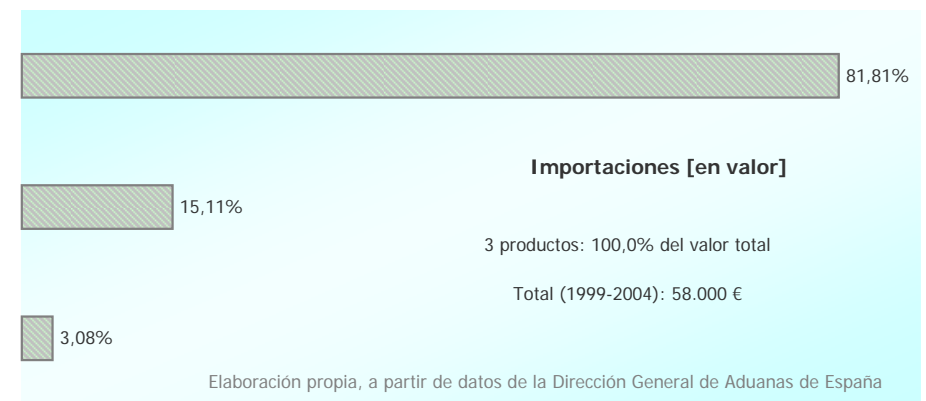 81,81%
Importaciones [en valor]
15,11%
3 productos: 100,0% del valor total
Total (1999-2004): 58.000 €
3,08%
Elaboración propia, a partir de datos de la Dirección General de Aduanas de España